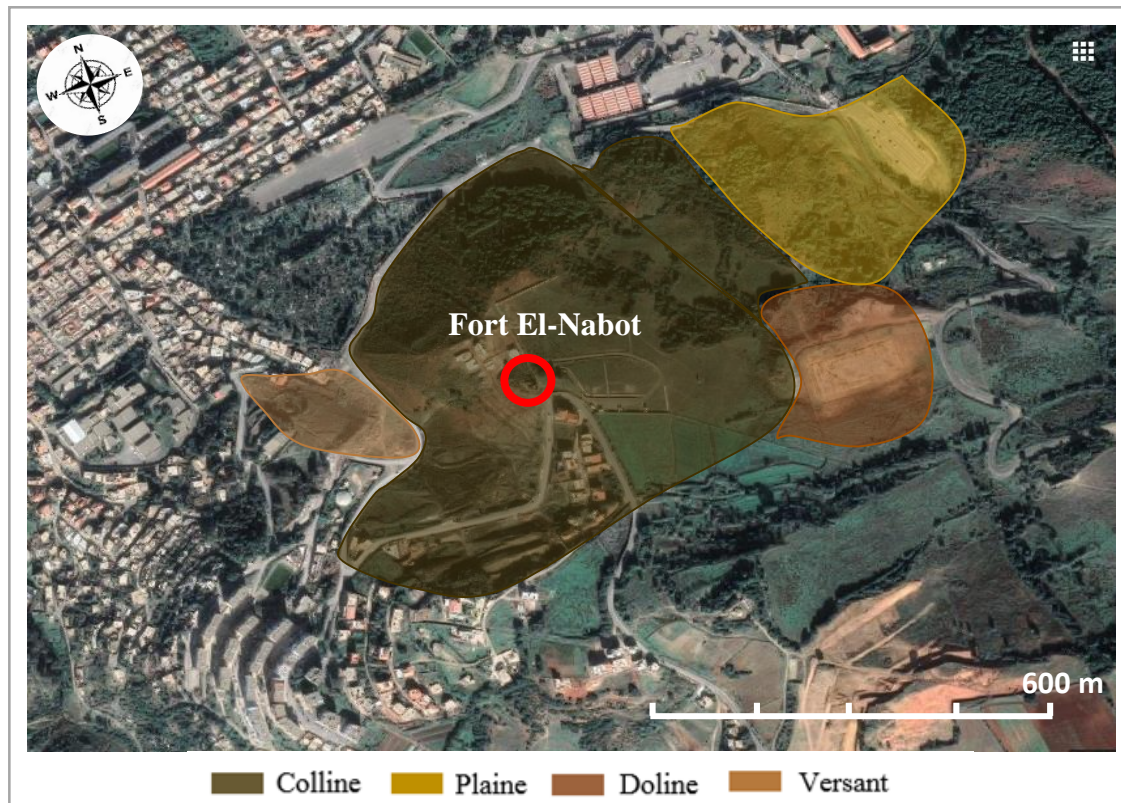 N
E
W
S
Fort El-Nabot
600 m
Colline
Plaine
Doline
Versant